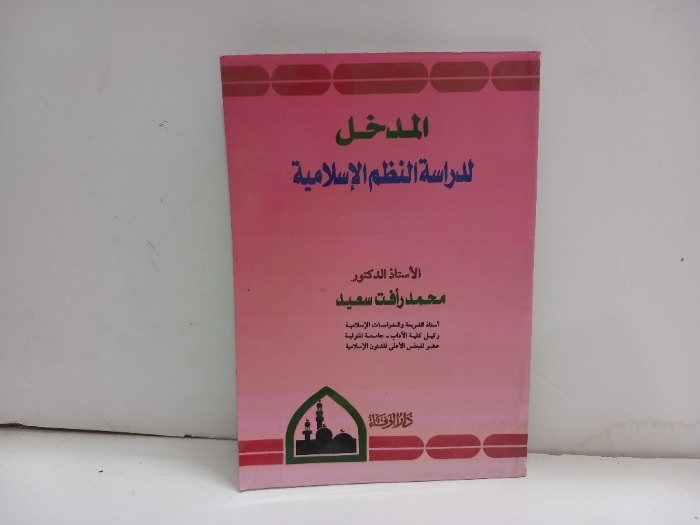 المدخل
لدراسة النظم الإسلامية
الأستاذ الدكتور
محمد رأفت سعيد
أستاذ الشريعة والدراسات الإسلامية
وكيل كلية الآداب - جامعة المنوفية
عضو المجلس الأعلى للشئون الإسلامية
دار الوفاء